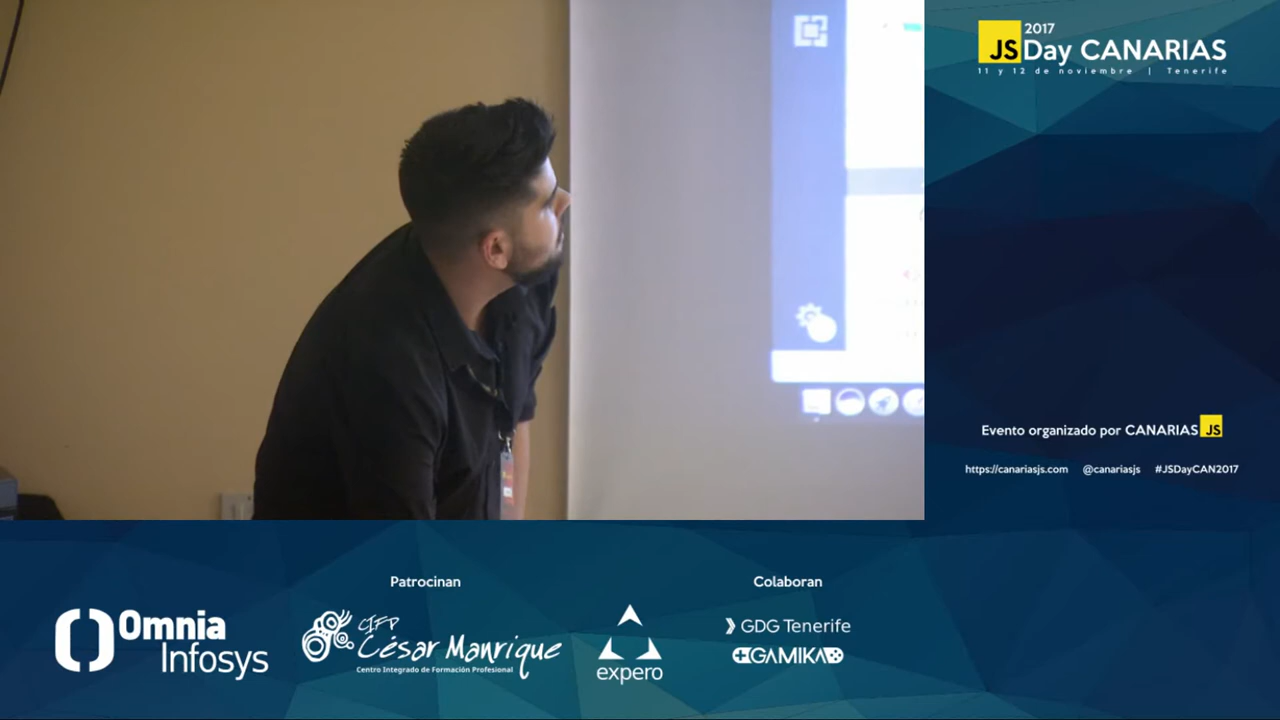 2017
JS Day CANARIAS
11 y 12 de noviembre | Tenerife
Evento organizado por CANARIAS JS
https://canariasjs.com @canariasjs #JSDayCAN2017
Patrocinan
Colaboran
Omnia
Infosys
CIFP
César Manrique
Centro Integrado de Formación Profesional
expero
GDG Tenerife
GAMIKA